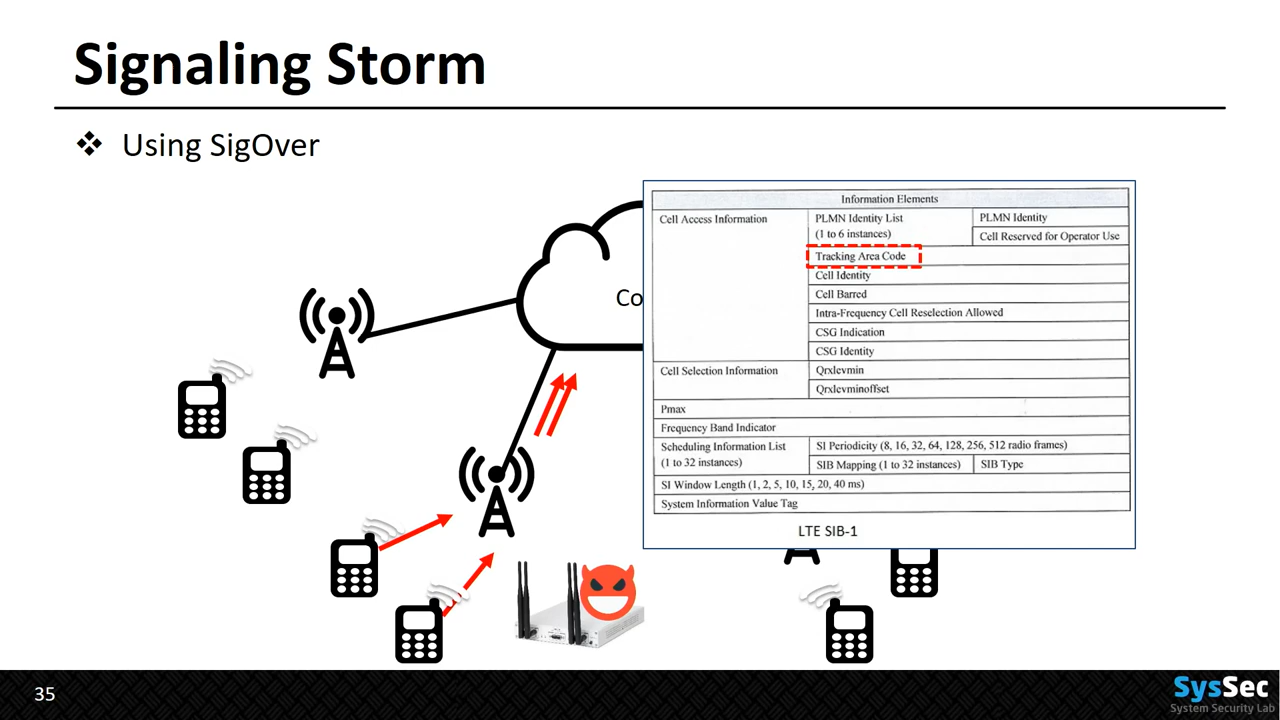 Signaling Storm
Using SigOver
Co
Information Elements
Cell Access Information
PLMN Identity List
(1 to 6 instances)
PLMN Identity
Cell Reserved for Operator Use
Tracking Area Code
Cell Identity
Cell Barred
Intra-Frequency Cell Reselection Allowed
CSG Indication
CSG Identity
Cell Selection Information
Qrxlevmin
Qrxlevminoffset
Pmax
Frequency Band Indicator
Scheduling Information List
(1 to 32 instances)
SI Periodicity (8, 16, 32, 64, 128, 256, 512 radio frames)
SIB Mapping (1 to 32 instances)
SIB Type
SI Window Length (1, 2, 5, 10, 15, 20, 40 ms)
System Information Value Tag
LTE SIB-1
35
SysSec
System Security Lab